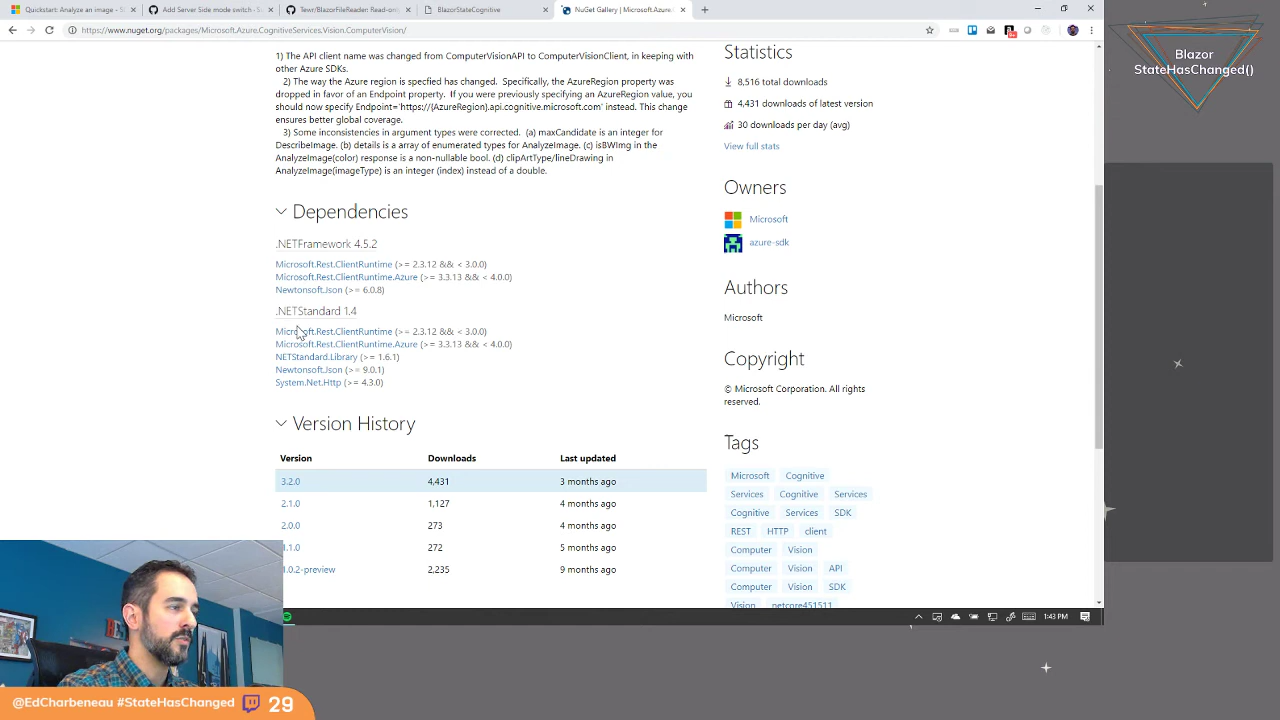 Quickstart: Analyze an image - S
Add Server Side mode switch - S
Tewr/BlazorFileReader: Read-on
BlazorStateCognitive
NuGet Gallery | Microsoft.Azure.C
https://www.nuget.org/packages/Microsoft.Azure.CognitiveServices.Vision.ComputerVision/
Blazor
StateHasChanged()
1) The API client name was changed from ComputerVisionAPI to ComputerVisionClient, in keeping with
other Azure SDKs.
2) The way the Azure region is specfied has changed. Specifically, the AzureRegion property was
dropped in favor of an Endpoint property. If you were previously specifying an AzureRegion value, you
should now specify Endpoint='https://{AzureRegion}.api.cognitive.microsoft.com' instead. This change
ensures better global coverage.
3) Some inconsistencies in argument types were corrected. (a) maxCandidate is an integer for
DescribeImage. (b) details is a array of enumerated types for AnalyzeImage. (c) isBWImg in the
AnalyzeImage(color) response is a non-nullable bool. (d) clipArtType/lineDrawing in
AnalyzeImage(imageType) is an integer (index) instead of a double.
Dependencies
.NETFramework 4.5.2
Microsoft.Rest.ClientRuntime (>= 2.3.12 && < 3.0.0)
Microsoft.Rest.ClientRuntime.Azure (>= 3.3.13 && < 4.0.0)
Newtonsoft.Json (>= 6.0.8)
.NETStandard 1.4
Microsoft.Rest.ClientRuntime (>= 2.3.12 && < 3.0.0)
Microsoft.Rest.ClientRuntime.Azure (>= 3.3.13 && < 4.0.0)
NETStandard.Library (>= 1.6.1)
Newtonsoft.Json (>= 9.0.1)
System.Net.Http (>= 4.3.0)
Version History
Version Downloads Last updated
3.2.0 4,431 3 months ago
2.1.0 1,127 4 months ago
2.0.0 273 4 months ago
1.1.0 272 5 months ago
1.0.2-preview 2,235 9 months ago
Statistics
8,516 total downloads
4,431 downloads of latest version
30 downloads per day (avg)
View full stats
Owners
Microsoft
azure-sdk
Authors
Microsoft
Copyright
© Microsoft Corporation. All rights
reserved.
Tags
Microsoft Cognitive
Services Cognitive Services
Cognitive Services SDK
REST HTTP client
Computer Vision
Computer Vision API
Computer Vision SDK
Vision netcore451511
1:43 PM
@EdCharbeneau #StateHasChanged 29